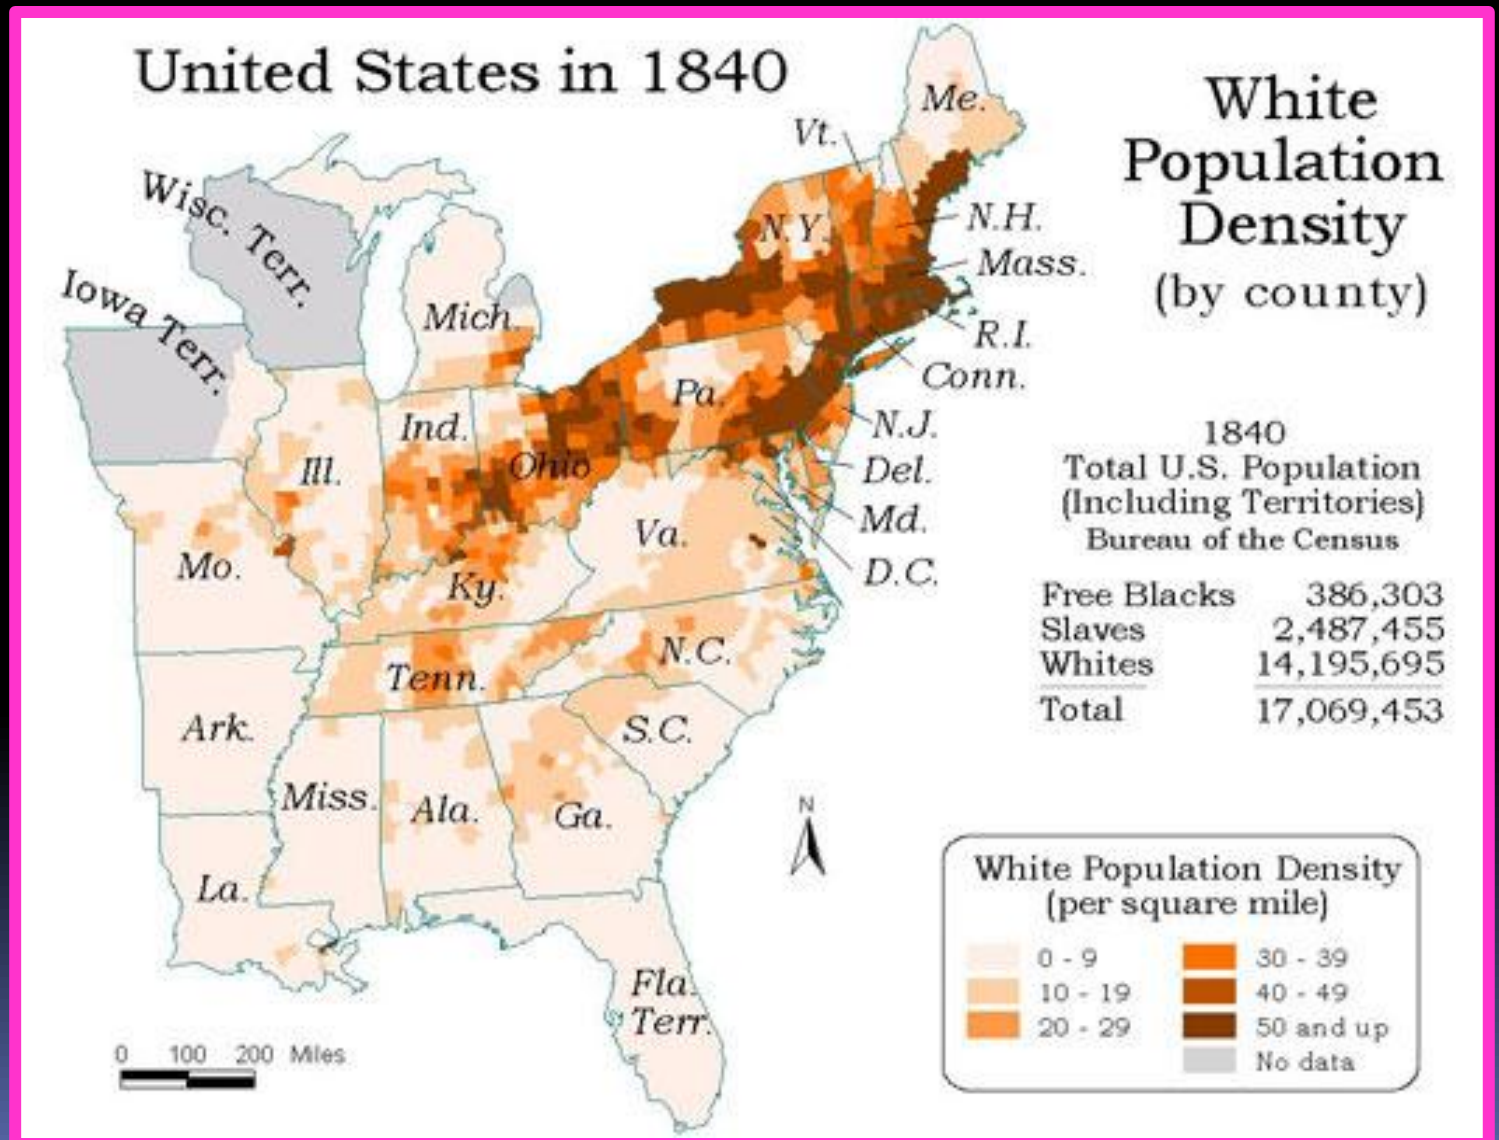 United States in 1840
White
Population
Density
(by county)
Me.
Vt.
N.H.
N.Y.
Mass.
R.I.
Conn.
N.J.
Del.
Md.
D.C.
Wisc. Terr.
Iowa Terr.
Mich.
Pa.
Ind.
Ohio
Ill.
Va.
Mo.
Ky.
N.C.
Tenn.
S.C.
Ark.
Miss.
Ala.
Ga.
La.
Fla.
Terr.
1840
Total U.S. Population
(Including Territories)
Bureau of the Census
Free Blacks 386,303
Slaves 2,487,455
Whites 14,195,695
Total 17,069,453
N
White Population Density
(per square mile)
0 - 9
10 - 19
20 - 29
30 - 39
40 - 49
50 and up
No data
0 100 200 Miles